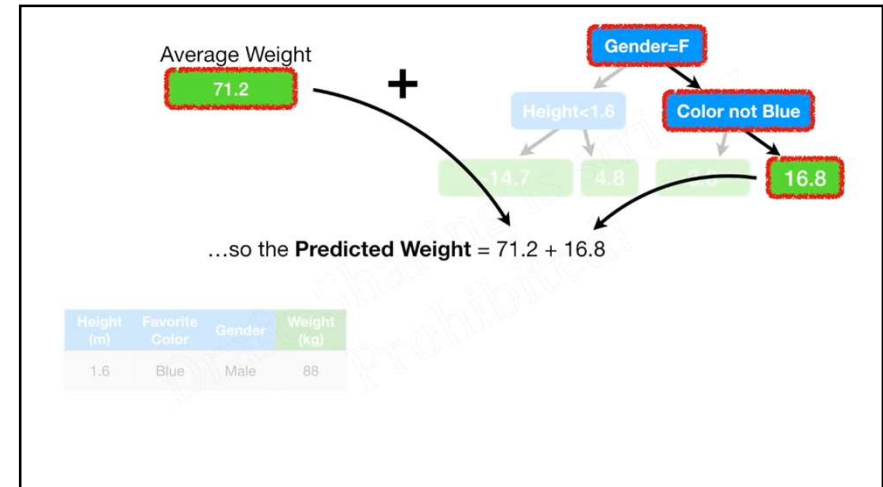 Average Weight
71.2
+
Gender=F
Height<1.6
Color not Blue
-14.7
4.8
16.8
…so the Predicted Weight = 71.2 + 16.8
Height (m) Favorite Color Gender Weight (kg)
1.6 Blue Male 88
Prohibited!